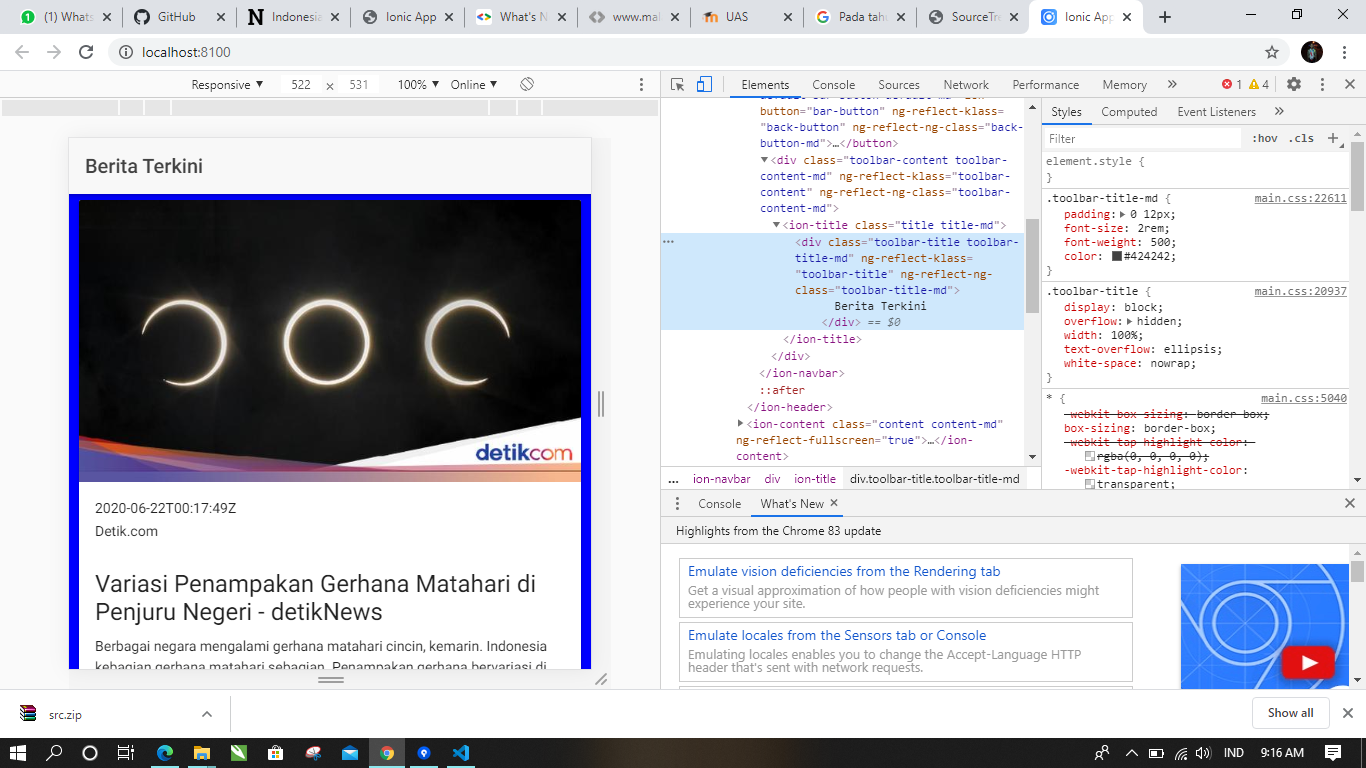 (1) Whats
GitHub
Indonesia
Ionic App
What's N
www.mal
UAS
Pada tah
SourceTr
Ionic App
localhost:8100
Responsive
522 x 531
100%
Online
Elements
Console
Sources
Network
Performance
Memory
1
4
Berita Terkini
detikcom
2020-06-22T00:17:49Z
Detik.com
Variasi Penampakan Gerhana Matahari di
Penjuru Negeri - detikNews
Berbagai negara mengalami gerhana matahari cincin, kemarin. Indonesia
kebagian gerhana matahari sebagian. Penampakan gerhana bervariasi di
button="bar-button" ng-reflect-klass=
"back-button" ng-reflect-ng-class="back-
button-md">…</button>
<div class="toolbar-content toolbar-
content-md" ng-reflect-klass="toolbar-
content" ng-reflect-ng-class="toolbar-
content-md">
<ion-title class="title title-md">
<div class="toolbar-title toolbar-
title-md" ng-reflect-klass=
"toolbar-title" ng-reflect-ng-
class="toolbar-title-md">
Berita Terkini
</div> == $0
</ion-title>
</div>
</ion-navbar>
::after
</ion-header>
<ion-content class="content content-md"
ng-reflect-fullscreen="true">…</ion-
content>
... ion-navbar div ion-title div.toolbar-title.toolbar-title-md
Styles
Computed
Event Listeners
Filter
:hov .cls +
element.style {
}
.toolbar-title-md { main.css:22611
padding: 0 12px;
font-size: 2rem;
font-weight: 500;
color: #424242;
}
.toolbar-title { main.css:20937
display: block;
overflow: hidden;
width: 100%;
text-overflow: ellipsis;
white-space: nowrap;
}
* { main.css:5040
-webkit-box-sizing: border-box;
box-sizing: border-box;
-webkit-tap-highlight-color:
rgba(0, 0, 0, 0);
-webkit-tap-highlight-color:
transparent;
Console
What's New
Highlights from the Chrome 83 update
Emulate vision deficiencies from the Rendering tab
Get a visual approximation of how people with vision deficiencies might
experience your site.
Emulate locales from the Sensors tab or Console
Emulating locales enables you to change the Accept-Language HTTP
header that's sent with network requests.
src.zip
Show all
IND
9:16 AM